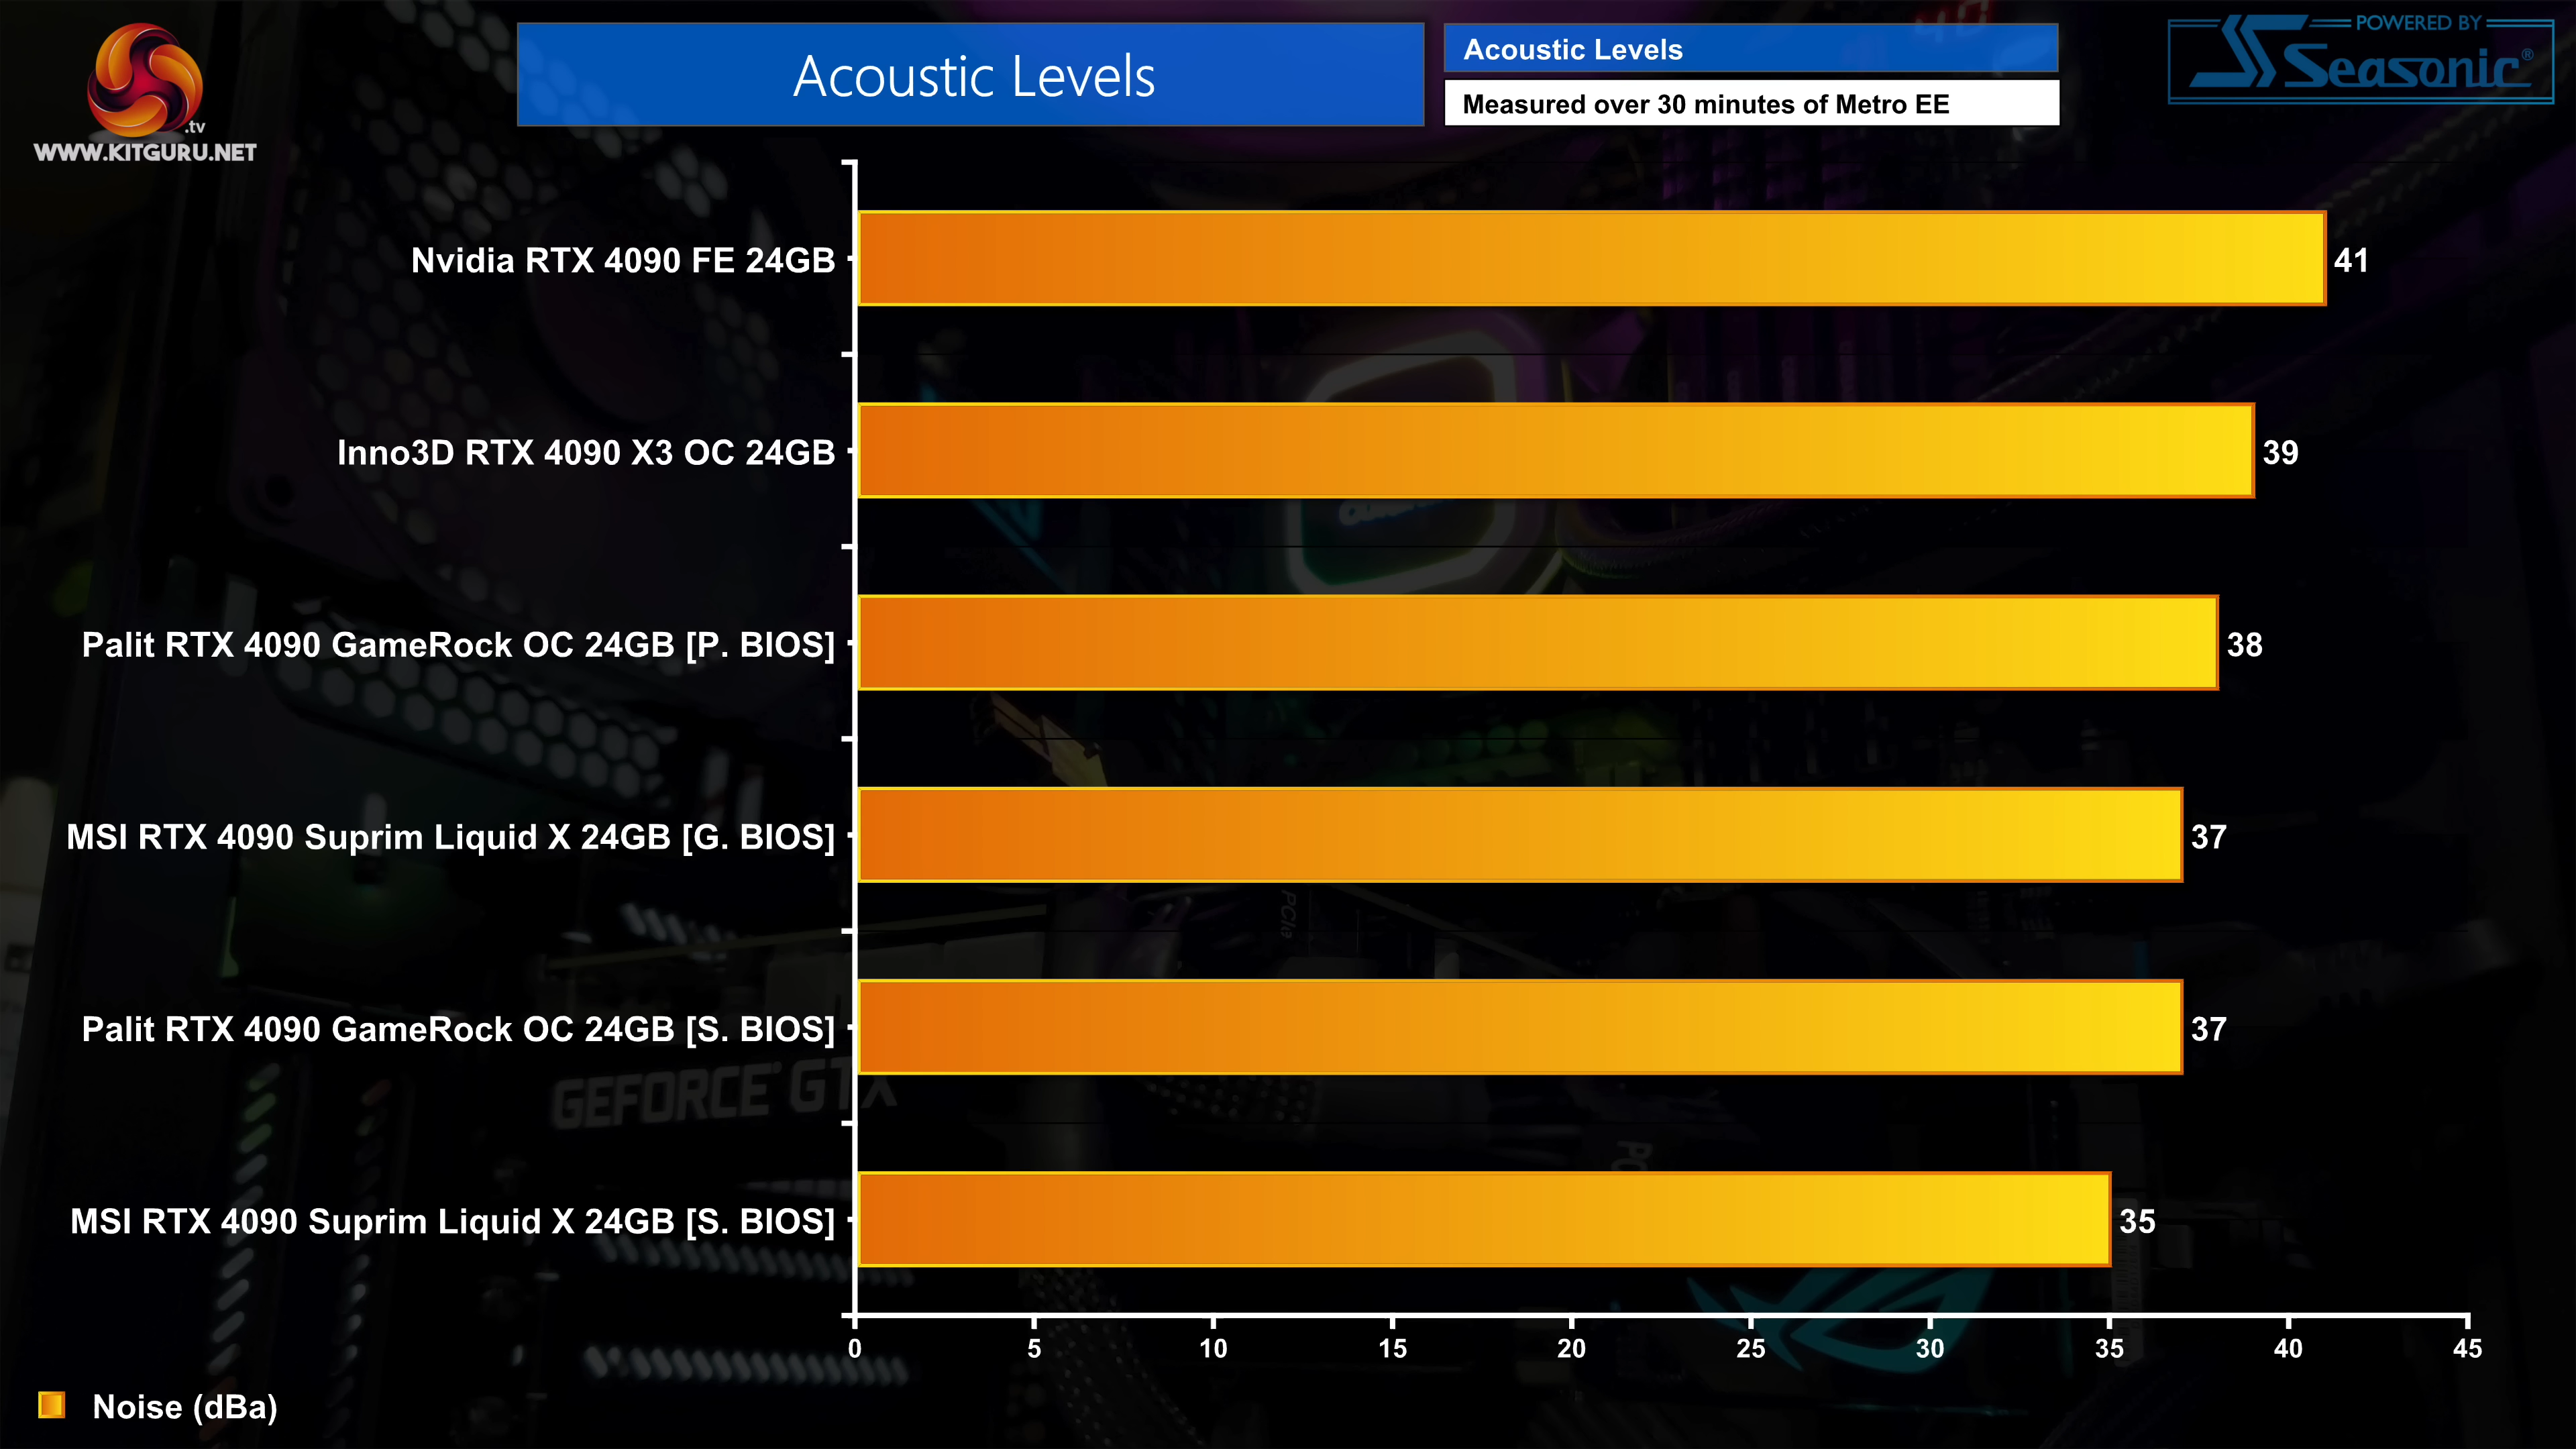 .tv
WWW.KITGURU.NET
Acoustic Levels
Acoustic Levels
Measured over 30 minutes of Metro EE
POWERED BY
Seasonic®
Nvidia RTX 4090 FE 24GB
41
Inno3D RTX 4090 X3 OC 24GB
39
Palit RTX 4090 GameRock OC 24GB [P. BIOS]
38
MSI RTX 4090 Suprim Liquid X 24GB [G. BIOS]
37
PCIe
Palit RTX 4090 GameRock OC 24GB [S. BIOS]
37
GEFORCE GTX
MSI RTX 4090 Suprim Liquid X 24GB [S. BIOS]
35
0 5 10 15 20 25 30 35 40 45
Noise (dBa)